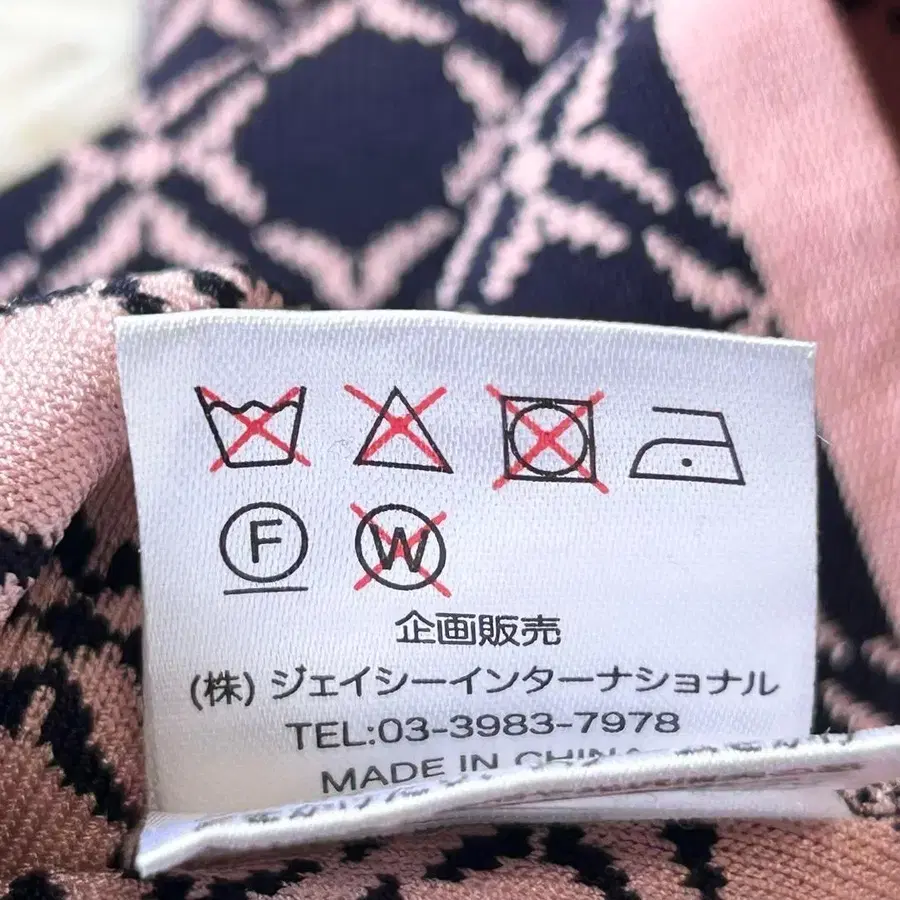 F W
企画販売
(株) ジェイシーインターナショナル
TEL:03-3983-7978
MADE IN CHINA